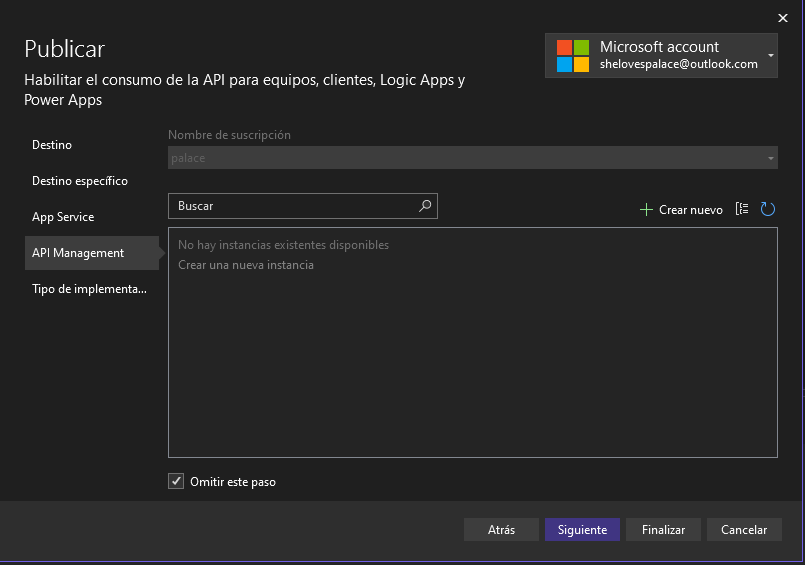 Publicar
Microsoft account
shelovespalace@outlook.com
Habilitar el consumo de la API para equipos, clientes, Logic Apps y
Power Apps
Destino
Destino específico
App Service
API Management
Tipo de implementa...
Nombre de suscripción
palace
Buscar
Crear nuevo
No hay instancias existentes disponibles
Crear una nueva instancia
Omitir este paso
Atrás
Siguiente
Finalizar
Cancelar